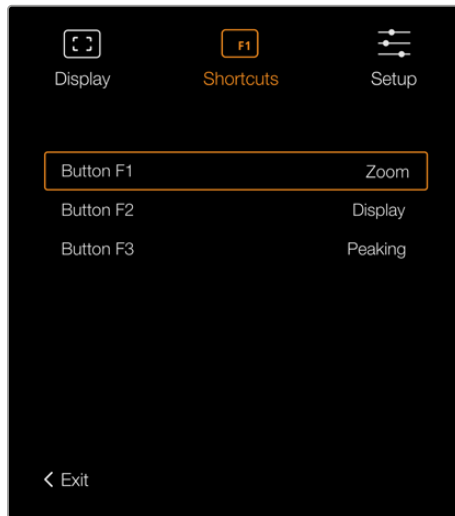 F1
Display Shortcuts Setup
Button F1 Zoom
Button F2 Display
Button F3 Peaking
Exit